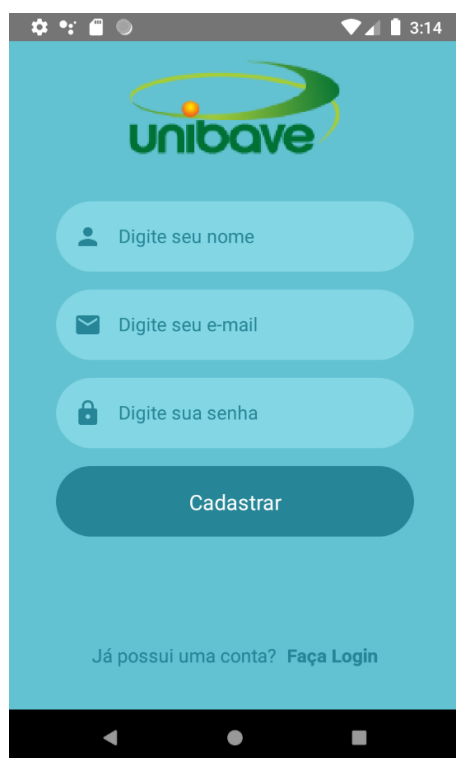 3:14
unibave
Digite seu nome
Digite seu e-mail
Digite sua senha
Cadastrar
Já possui uma conta? Faça Login